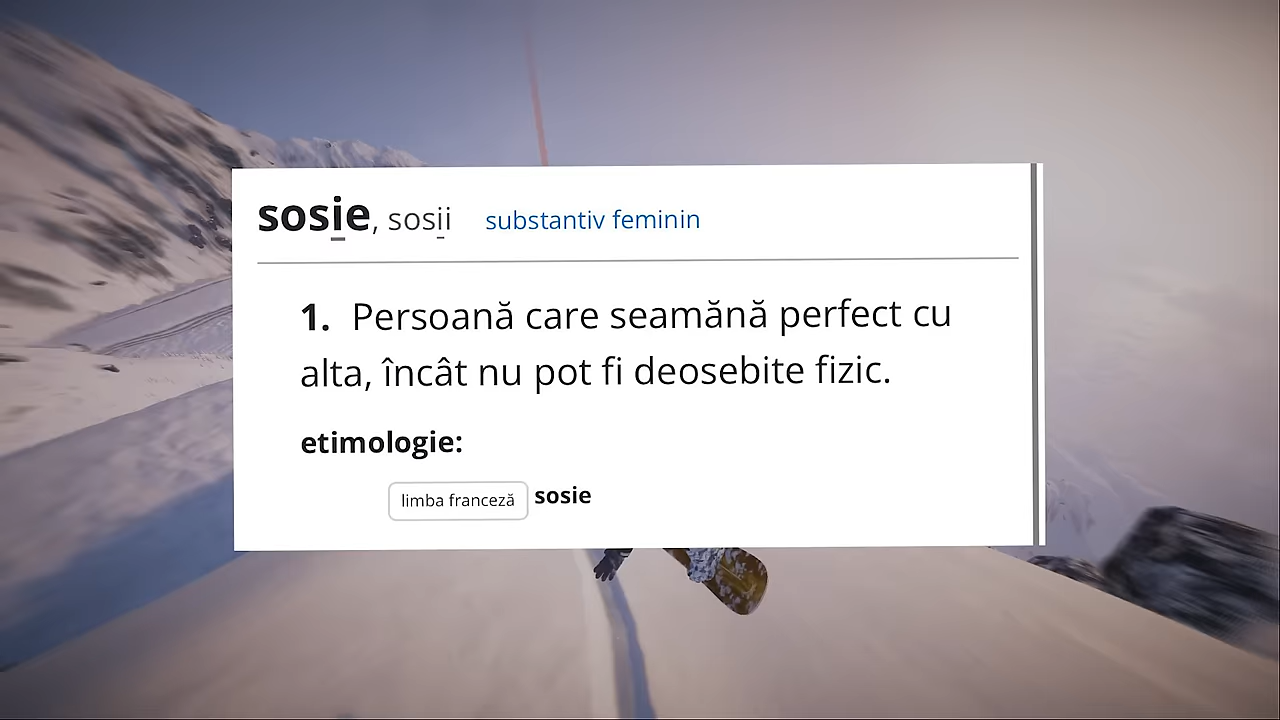 sosie, sosii substantiv feminin
1. Persoană care seamănă perfect cu
alta, încât nu pot fi deosebite fizic.
etimologie:
limba franceză sosie